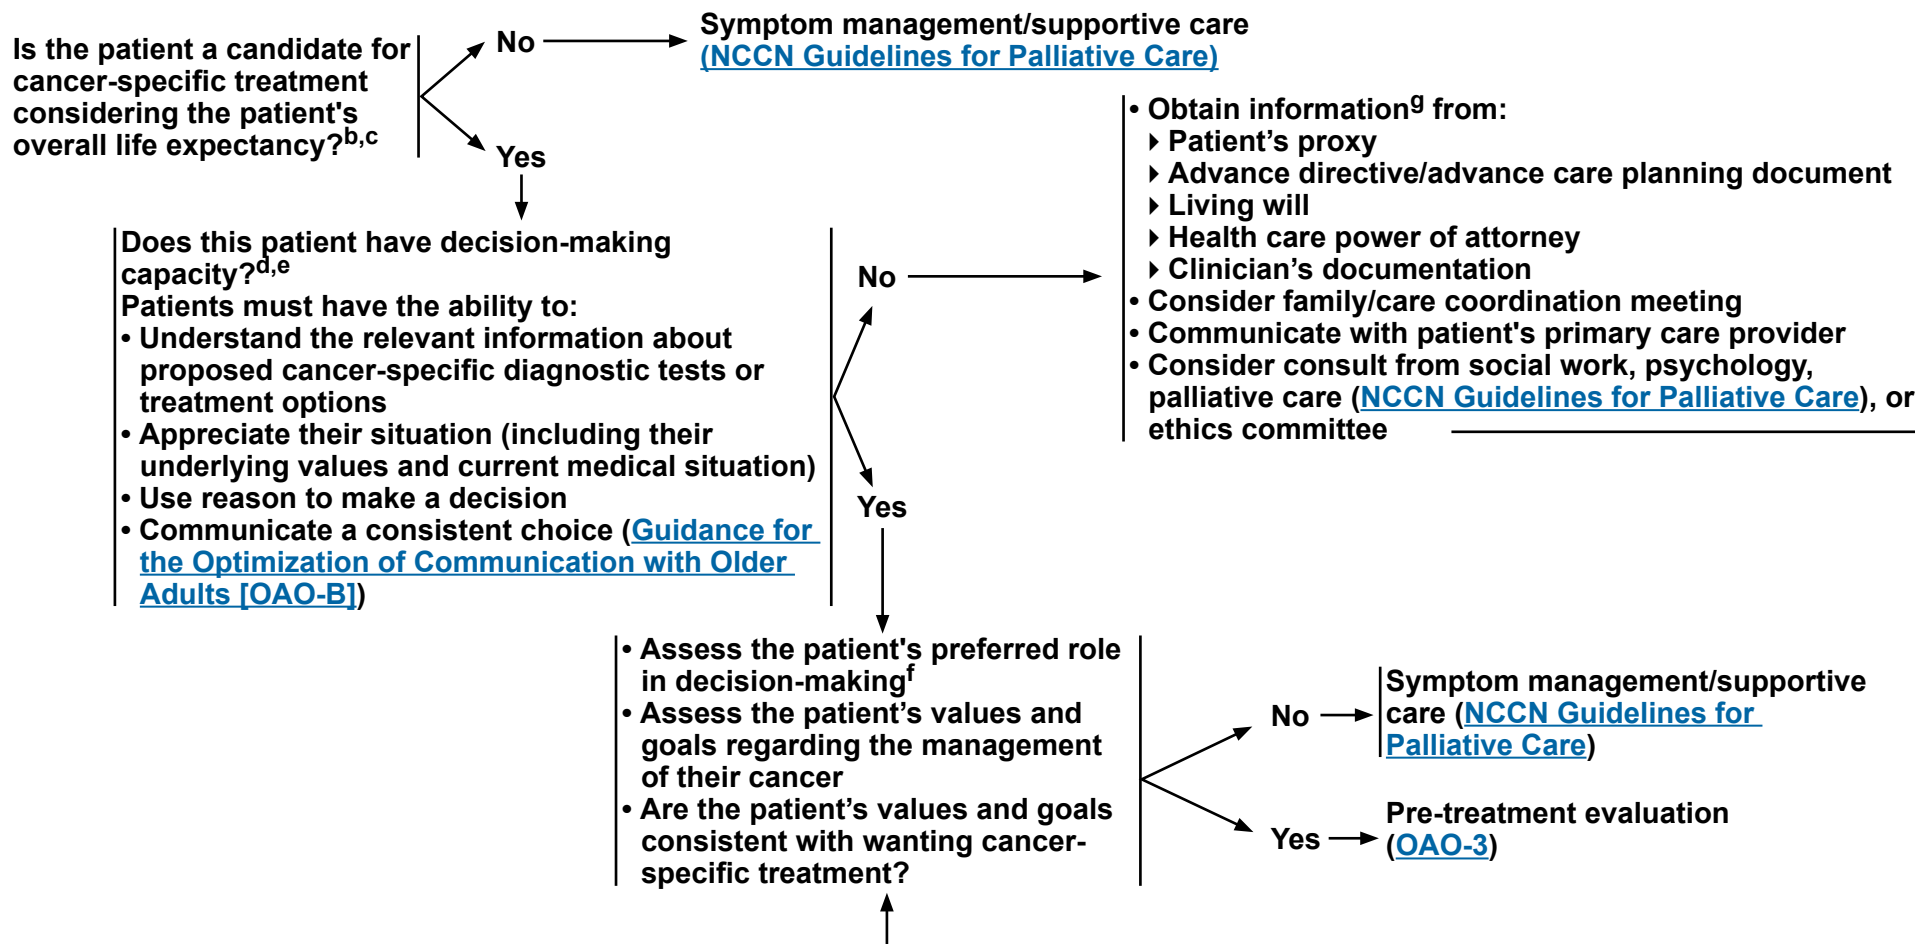 Is the patient a candidate for
cancer-specific treatment
considering the patient's
overall life expectancy?b,c
No
Symptom management/supportive care
(NCCN Guidelines for Palliative Care)
Yes
Does this patient have decision-making
capacity?d,e
Patients must have the ability to:
• Understand the relevant information about
proposed cancer-specific diagnostic tests or
treatment options
• Appreciate their situation (including their
underlying values and current medical situation)
• Use reason to make a decision
• Communicate a consistent choice (Guidance for
the Optimization of Communication with Older
Adults [OAO-B])
No
• Obtain informationg from:
▸ Patient’s proxy
▸ Advance directive/advance care planning document
▸ Living will
▸ Health care power of attorney
▸ Clinician’s documentation
• Consider family/care coordination meeting
• Communicate with patient's primary care provider
• Consider consult from social work, psychology,
palliative care (NCCN Guidelines for Palliative Care), or
ethics committee
Yes
• Assess the patient's preferred role
in decision-makingf
• Assess the patient’s values and
goals regarding the management
of their cancer
• Are the patient’s values and goals
consistent with wanting cancer-
specific treatment?
No
Symptom management/supportive
care (NCCN Guidelines for
Palliative Care)
Yes
Pre-treatment evaluation
(OAO-3)